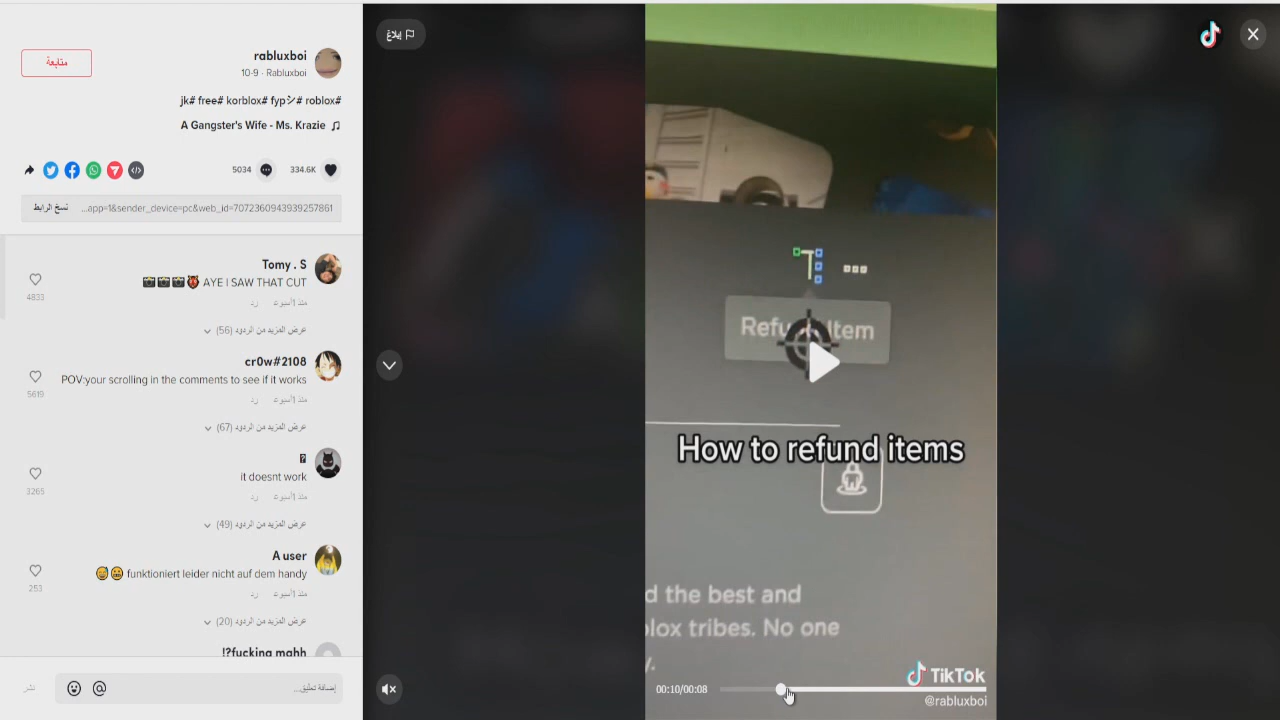 متابعة
rabluxboi
Rabluxboi · 10-9
#jk #free #korblox #fypシ #roblox
A Gangster's Wife - Ms. Krazie
5034
334.6K
نسخ الرابط
...app=1&sender_device=pc&web_id=7072360943939257861
Tomy . S
AYE I SAW THAT CUT
4833
رد
عرض المزيد من الردود (56)
cr0w#2108
POV:your scrolling in the comments to see if it works
5619
رد
عرض المزيد من الردود (67)
it doesnt work
3265
رد
عرض المزيد من الردود (49)
A user
funktioniert leider nicht auf dem handy
253
رد
عرض المزيد من الردود (20)
!?fucking mahh
إضافة تعليق...
نشر
إبلاغ
Item
How to refund items
d the best and
lox tribes. No one
y.
00:10/00:08
TikTok
@rabluxboi